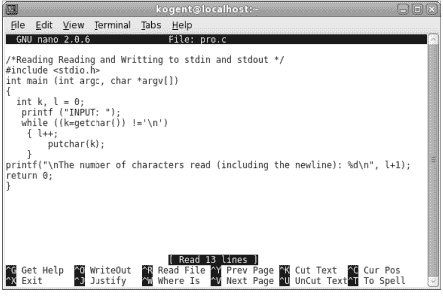 kogent@localhost:~
File Edit View Terminal Tabs Help
GNU nano 2.0.6 File: pro.c
/*Reading Reading and Writting to stdin and stdout */
#include <stdio.h>
int main (int argc, char *argv[])
{
int k, l = 0;
printf ("INPUT: ");
while ((k=getchar()) !='\n')
{ l++;
putchar(k);
}
printf("\nThe number of characters read (including the newline): %d\n", l+1);
return 0;
}
[ Read 13 lines ]
^G Get Help ^O WriteOut ^R Read File ^Y Prev Page ^K Cut Text ^C Cur Pos
^X Exit ^J Justify ^W Where Is ^V Next Page ^U UnCut Text ^T To Spell